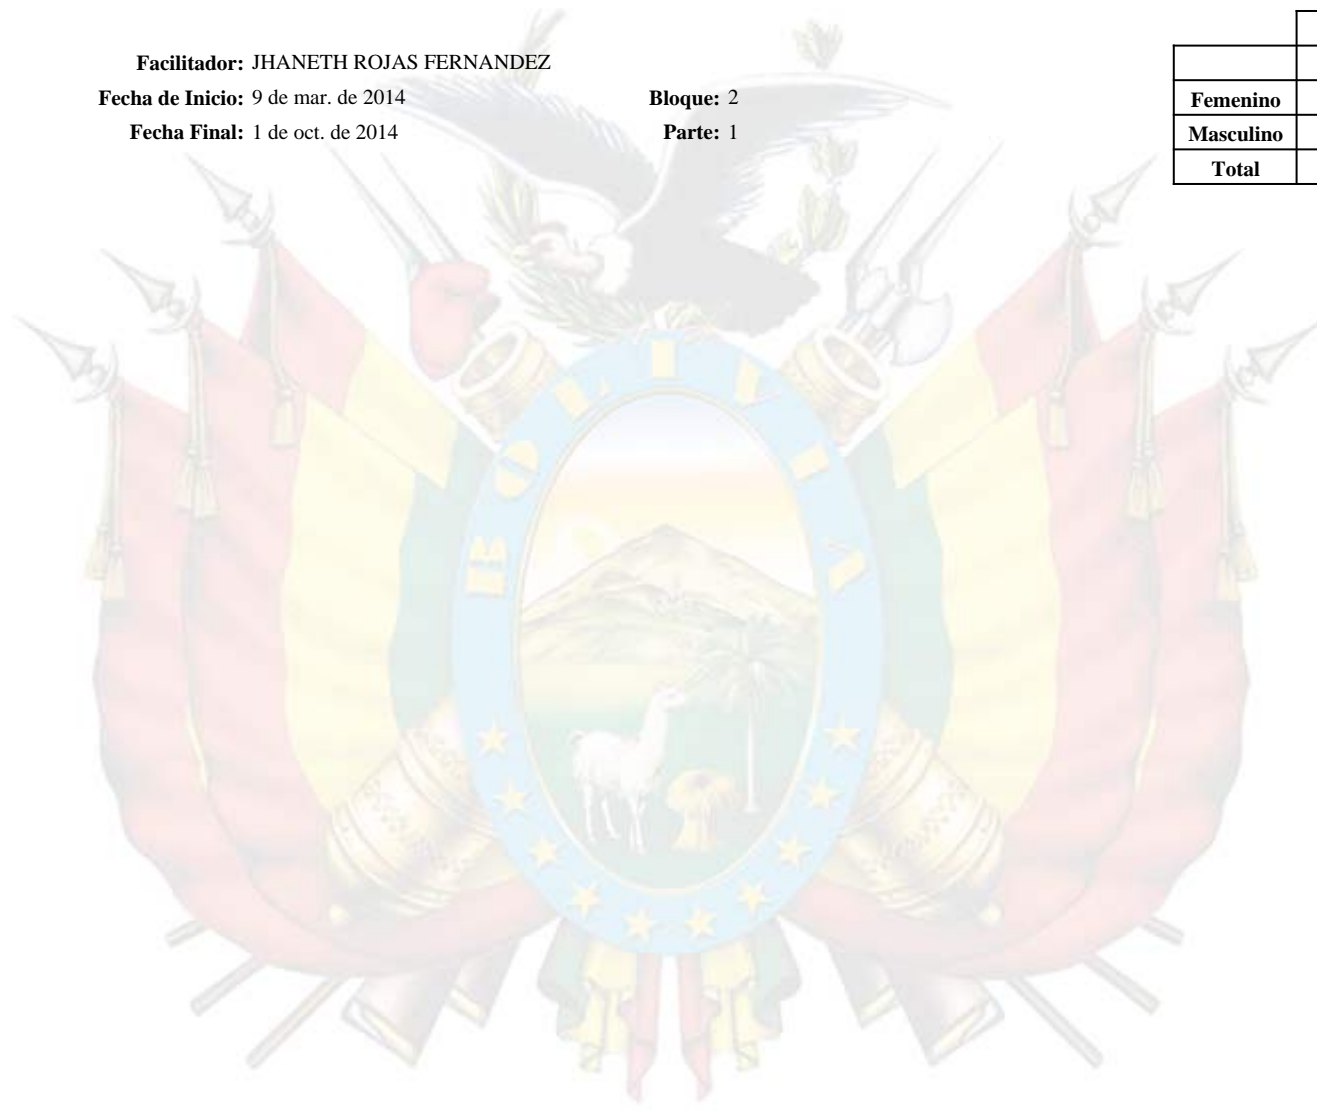 Facilitador: JHANETH ROJAS FERNANDEZ
Fecha de Inicio: 9 de mar. de 2014 Bloque: 2
Fecha Final: 1 de oct. de 2014 Parte: 1
Femenino
Masculino
Total
BOLIVIA